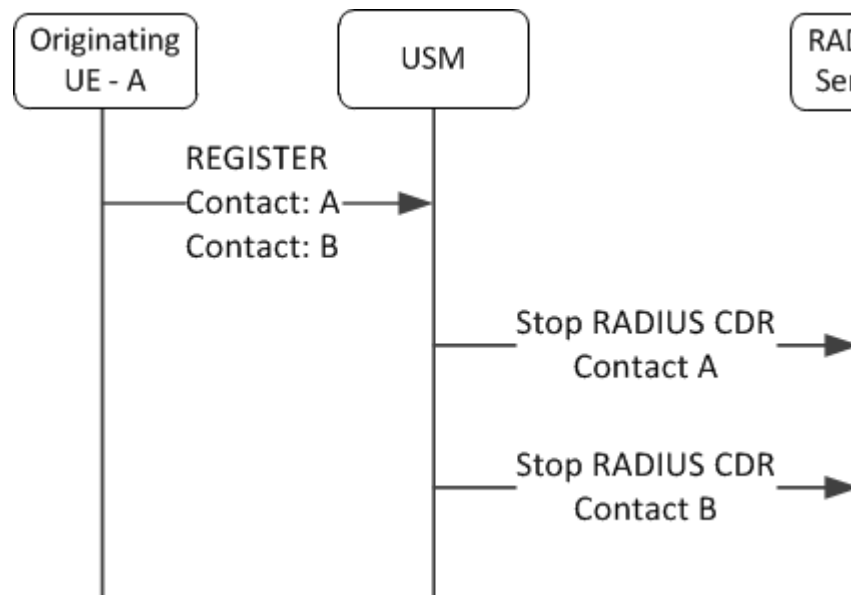 Originating
UE - A
USM
REGISTER
Contact: A
Contact: B
Stop RADIUS CDR
Contact A
Stop RADIUS CDR
Contact B